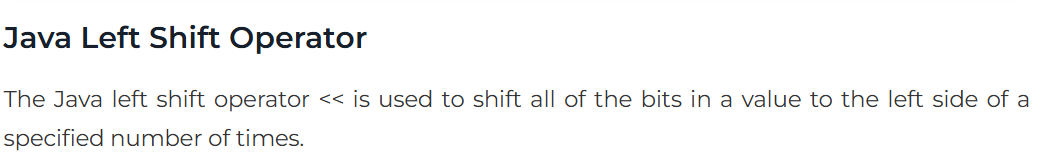 Java Left Shift Operator
The Java left shift operator << is used to shift all of the bits in a value to the left side of a
specified number of times.